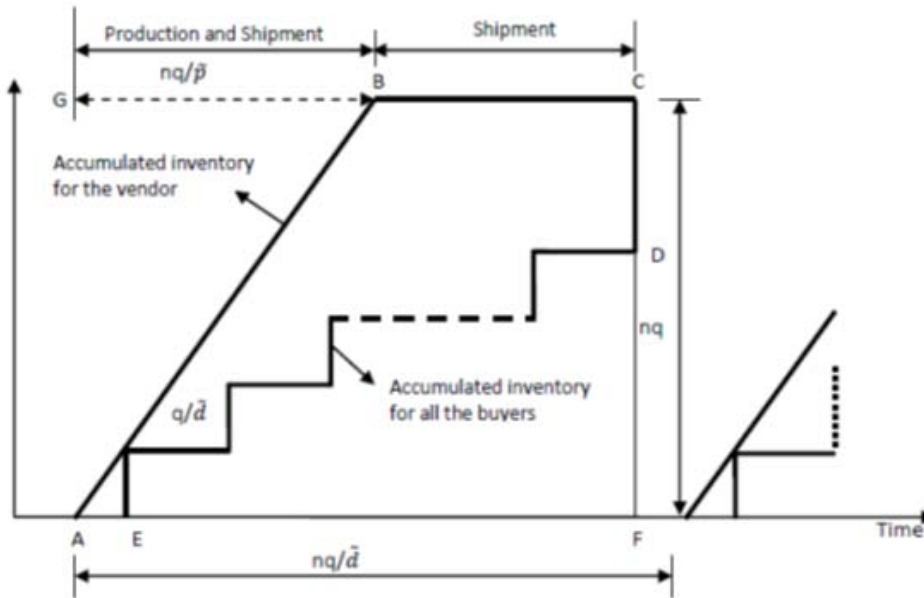 Production and Shipment
Shipment
nq/p̃
B
C
G
Accumulated inventory
for the vendor
D
nq
q/d̃
Accumulated inventory
for all the buyers
A
E
F
Time
nq/d̃